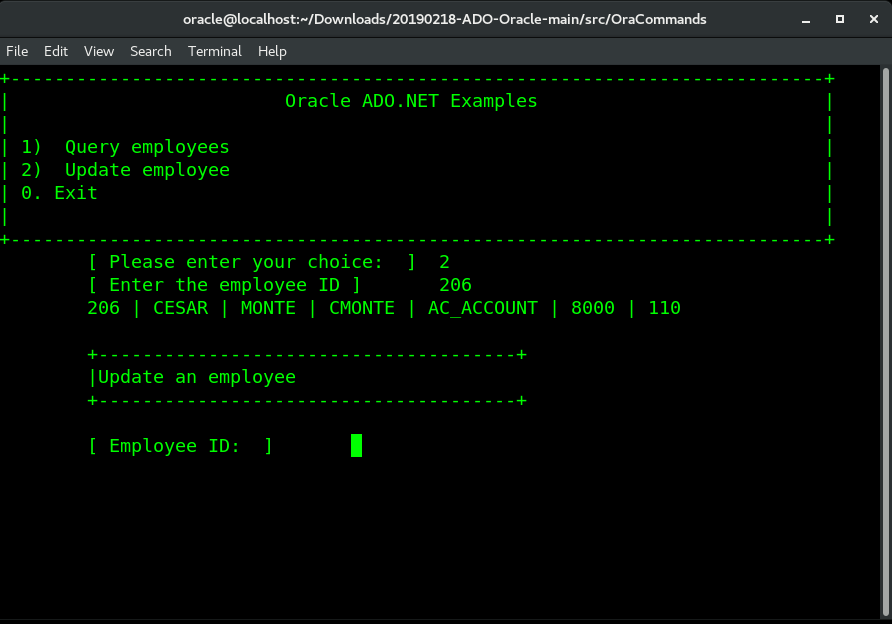 oracle@localhost:~/Downloads/20190218-ADO-Oracle-main/src/OraCommands
File Edit View Search Terminal Help
+--------------------------------------------------------------------------+
| Oracle ADO.NET Examples |
| |
| 1) Query employees |
| 2) Update employee |
| 0. Exit |
| |
+--------------------------------------------------------------------------+
[ Please enter your choice: ] 2
[ Enter the employee ID ] 206
206 | CESAR | MONTE | CMONTE | AC_ACCOUNT | 8000 | 110
+--------------------------------------+
|Update an employee
+--------------------------------------+
[ Employee ID: ]